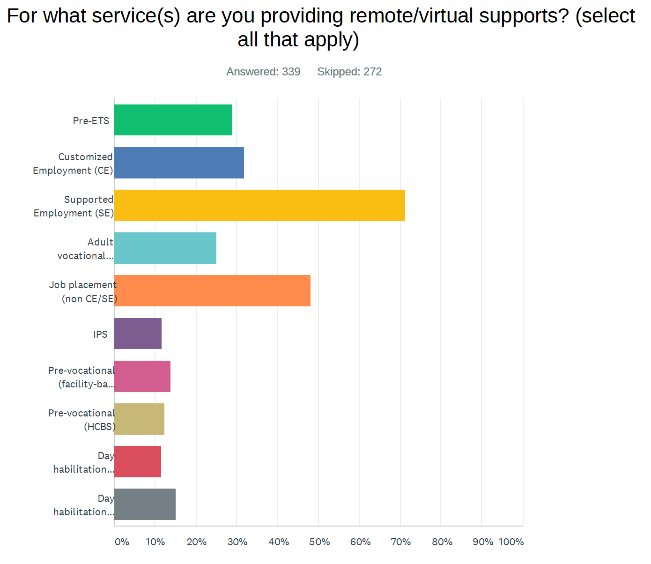 For what service(s) are you providing remote/virtual supports? (select
all that apply)
Answered: 339 Skipped: 272
Pre-ETS
Customized
Employment (CE)
Supported
Employment (SE)
Adult
vocational...
Job placement
(non CE/SE)
IPS
Pre-vocational
(facility-ba...
Pre-vocational
(HCBS)
Day
habilitation...
Day
habilitation...
0% 10% 20% 30% 40% 50% 60% 70% 80% 90% 100%